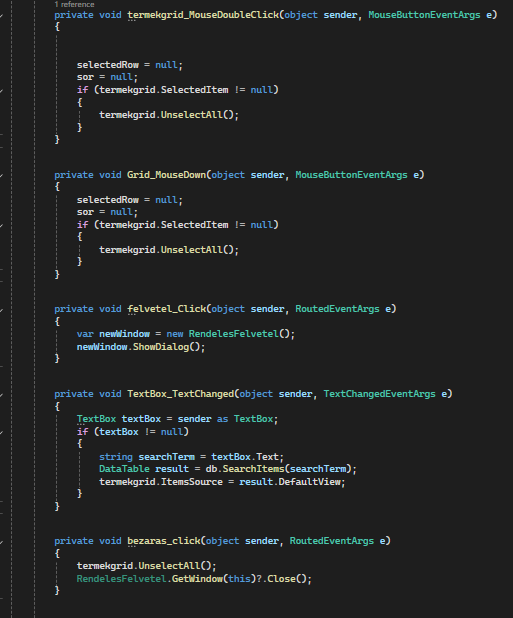 1 reference
private void termekgrid_MouseDoubleClick(object sender, MouseButtonEventArgs e)
{
selectedRow = null;
sor = null;
if (termekgrid.SelectedItem != null)
{
termekgrid.UnselectAll();
}
}
private void Grid_MouseDown(object sender, MouseButtonEventArgs e)
{
selectedRow = null;
sor = null;
if (termekgrid.SelectedItem != null)
{
termekgrid.UnselectAll();
}
}
private void felvetel_Click(object sender, RoutedEventArgs e)
{
var newWindow = new RendelesFelvetel();
newWindow.ShowDialog();
}
private void TextBox_TextChanged(object sender, TextChangedEventArgs e)
{
TextBox textBox = sender as TextBox;
if (textBox != null)
{
string searchTerm = textBox.Text;
DataTable result = db.SearchItems(searchTerm);
termekgrid.ItemsSource = result.DefaultView;
}
}
private void bezaras_click(object sender, RoutedEventArgs e)
{
termekgrid.UnselectAll();
RendelesFelvetel.GetWindow(this)?.Close();
}